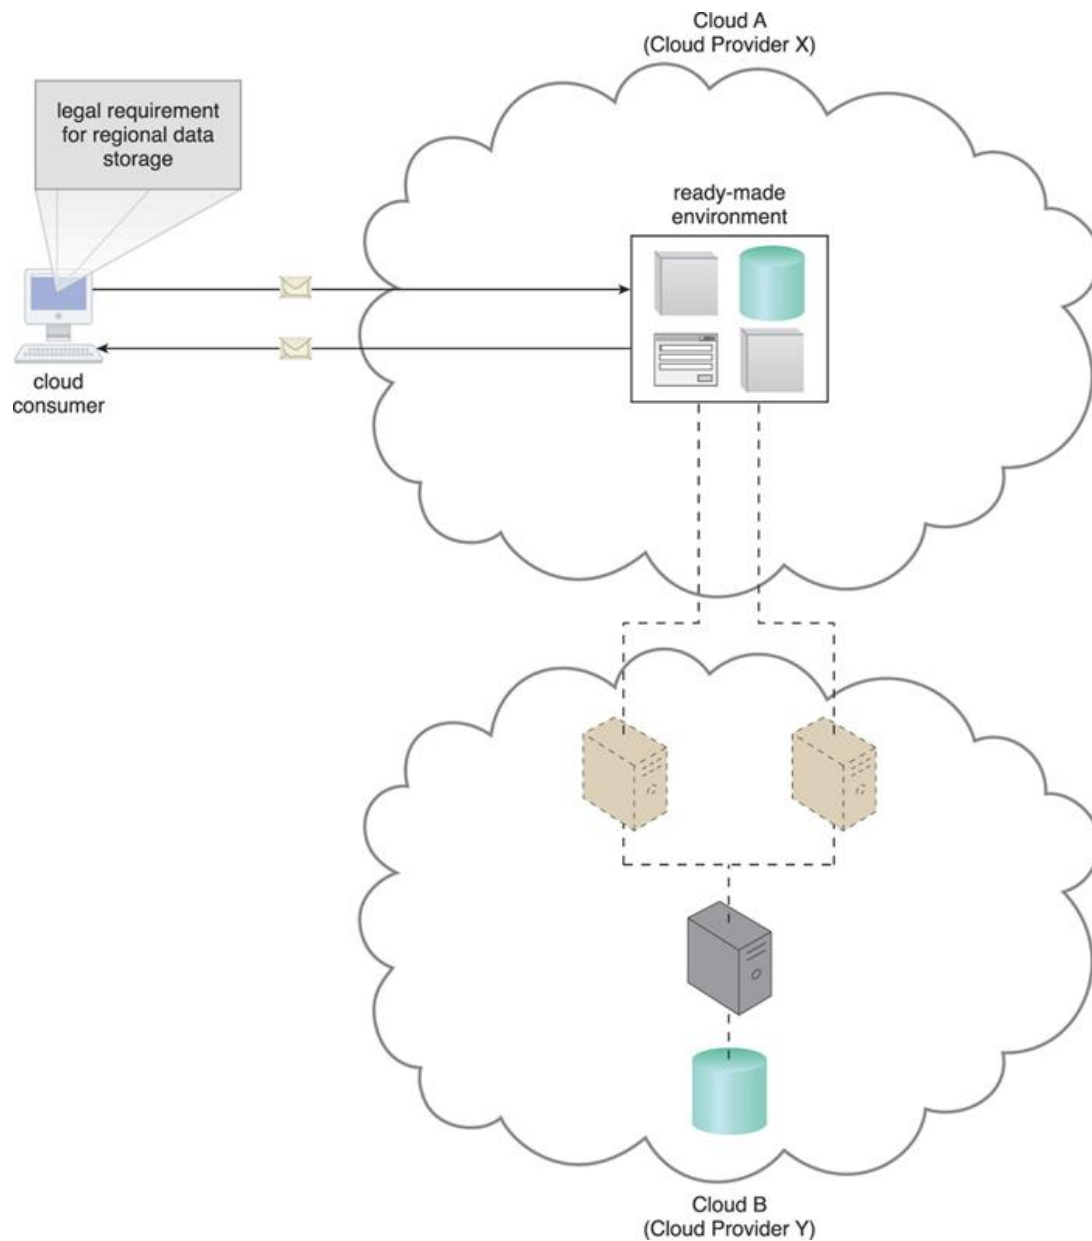 Cloud A
(Cloud Provider X)
legal requirement
for regional data
storage
ready-made
environment
cloud
consumer
Cloud B
(Cloud Provider Y)